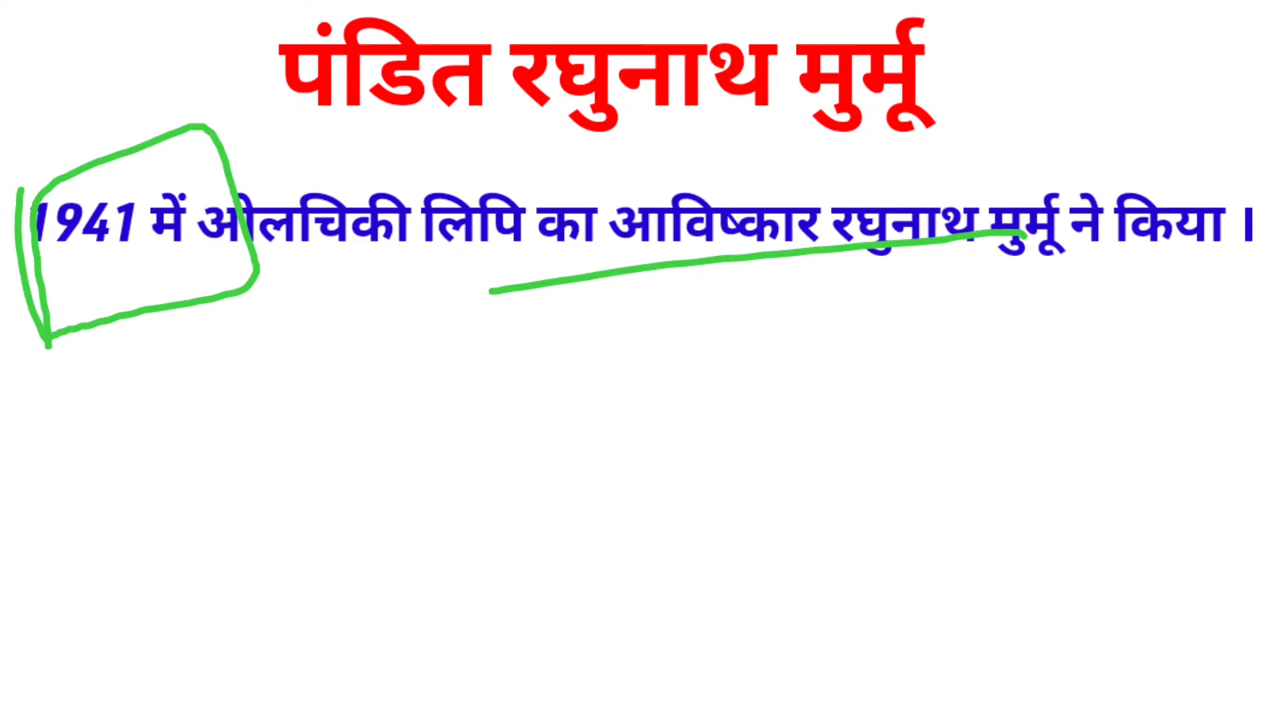 पंडित रघुनाथ मुर्मू
1941 में ओलचिकी लिपि का आविष्कार रघुनाथ मुर्मू ने किया ।